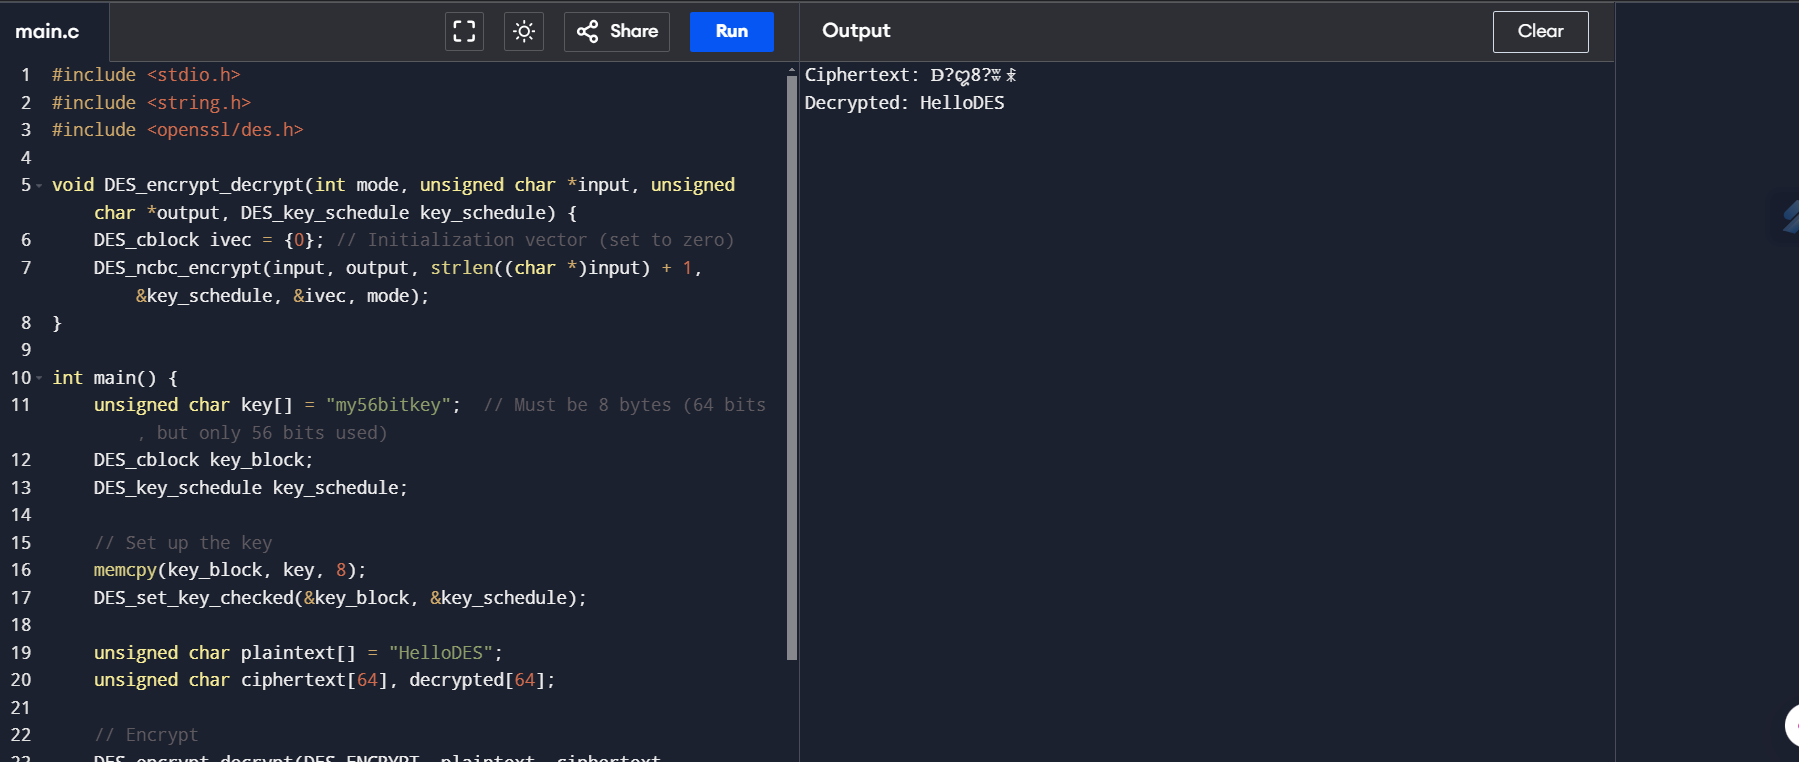 main.c
Share
Run
Output
Clear
1 #include <stdio.h>
2 #include <string.h>
3 #include <openssl/des.h>
4
5 void DES_encrypt_decrypt(int mode, unsigned char *input, unsigned
char *output, DES_key_schedule key_schedule) {
6 DES_cblock ivec = {0}; // Initialization vector (set to zero)
7 DES_ncbc_encrypt(input, output, strlen((char *)input) + 1,
&key_schedule, &ivec, mode);
8 }
9
10 int main() {
11 unsigned char key[] = "my56bitkey"; // Must be 8 bytes (64 bits
, but only 56 bits used)
12 DES_cblock key_block;
13 DES_key_schedule key_schedule;
14
15 // Set up the key
16 memcpy(key_block, key, 8);
17 DES_set_key_checked(&key_block, &key_schedule);
18
19 unsigned char plaintext[] = "HelloDES";
20 unsigned char ciphertext[64], decrypted[64];
21
22 // Encrypt
23 DES_encrypt_decrypt(DES_ENCRYPT, plaintext, ciphertext,
Ciphertext:
Decrypted: HelloDES